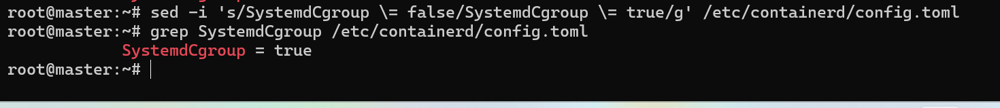 root@master:~# sed -i 's/SystemdCgroup \= false/SystemdCgroup \= true/g' /etc/containerd/config.toml
root@master:~# grep SystemdCgroup /etc/containerd/config.toml
            SystemdCgroup = true
root@master:~#